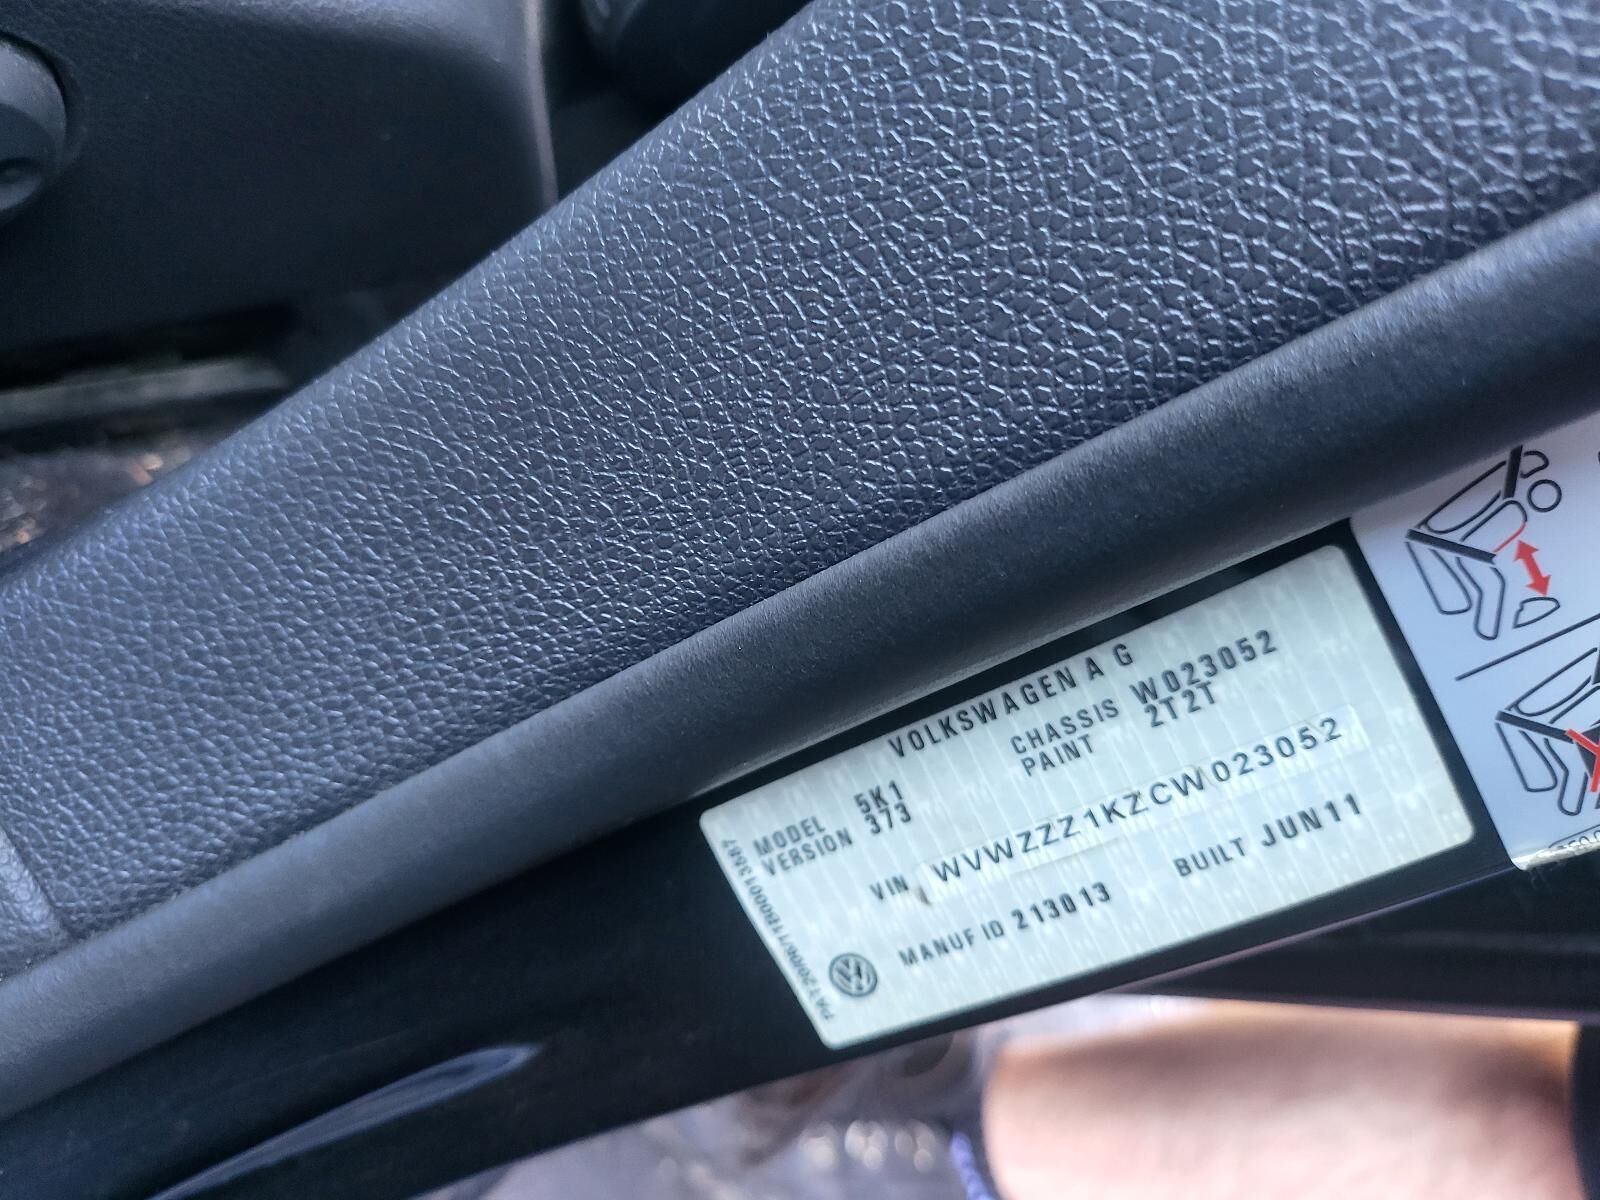 VOLKSWAGEN A G
MODEL 5K1 CHASSIS W023052
VERSION 373 PAINT 2T2T
VIN WVWZZZ1KZCW023052
MANUF ID 213013 BUILT JUN11